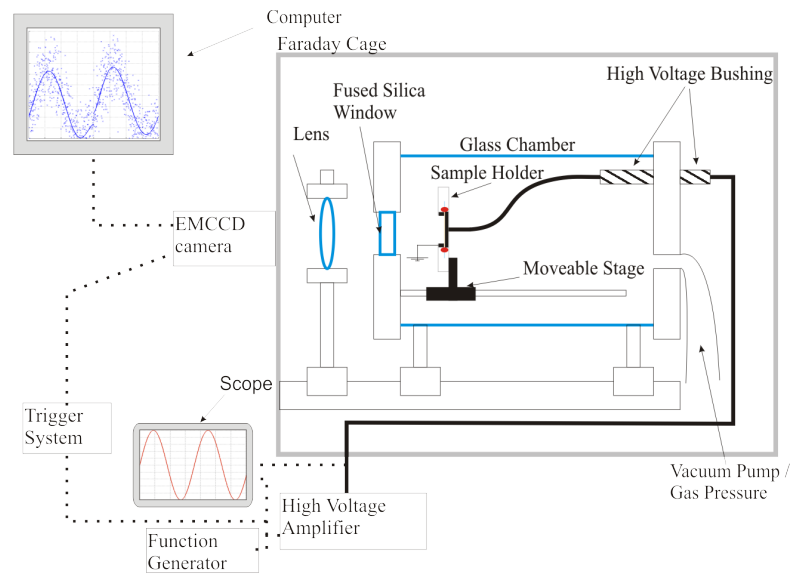 Computer
Faraday Cage
High Voltage Bushing
Fused Silica
Window
Lens
Glass Chamber
Sample Holder
EMCCD
camera
Moveable Stage
Scope
Trigger
System
Vacuum Pump /
Gas Pressure
High Voltage
Amplifier
Function
Generator